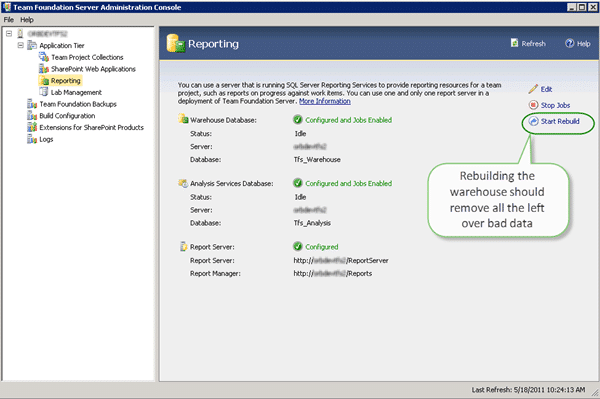 Team Foundation Server Administration Console
File Help
Application Tier
Team Project Collections
SharePoint Web Applications
Reporting
Lab Management
Team Foundation Backups
Build Configuration
Extensions for SharePoint Products
Logs
Reporting
Refresh
Help
You can use a server that is running SQL Server Reporting Services to provide reporting resources for a team
project, such as reports on progress against work items. You can use one and only one report server in a
deployment of Team Foundation Server. More Information
Edit
Stop Jobs
Start Rebuild
Warehouse Database: Configured and Jobs Enabled
Status: Idle
Server:
Database: Tfs_Warehouse
Analysis Services Database: Configured and Jobs Enabled
Status: Idle
Server:
Database: Tfs_Analysis
Report Server: Configured
Report Server: http:// /ReportServer
Report Manager: http:// /Reports
Rebuilding the
warehouse should
remove all the left
over bad data
Last Refresh: 5/18/2011 10:24:13 AM